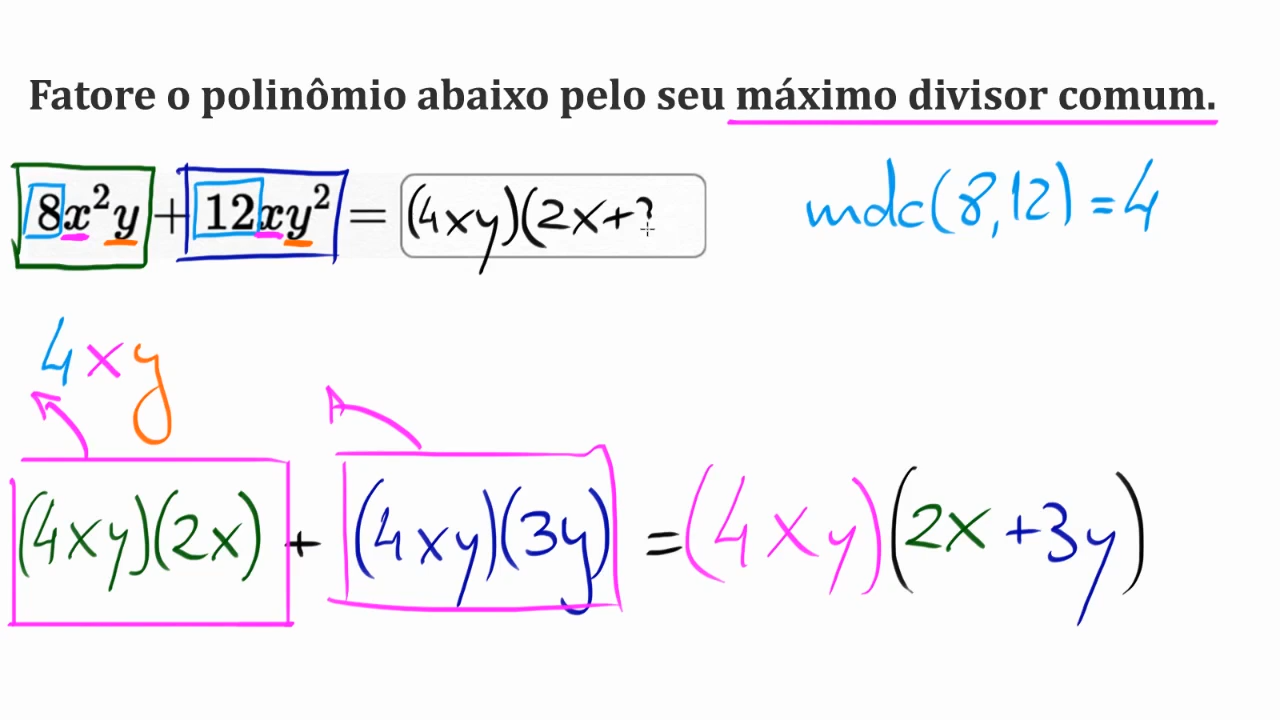 Fatore o polinômio abaixo pelo seu máximo divisor comum.
8x²y + 12xy² = (4xy)(2x+?
mdc(8,12) = 4
4xy
(4xy)(2x) + (4xy)(3y) = (4xy)(2x+3y)